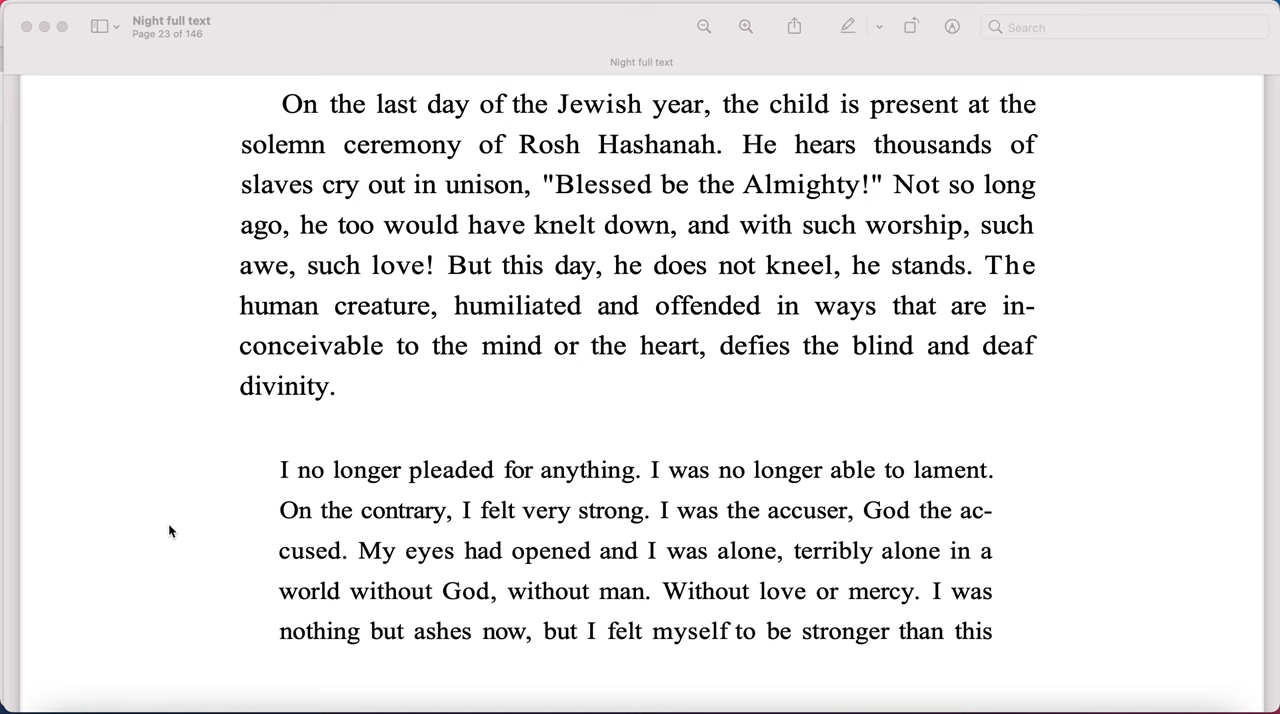 Night full text
Page 23 of 146
Search
Night full text
On the last day of the Jewish year, the child is present at the
solemn ceremony of Rosh Hashanah. He hears thousands of
slaves cry out in unison, "Blessed be the Almighty!" Not so long
ago, he too would have knelt down, and with such worship, such
awe, such love! But this day, he does not kneel, he stands. The
human creature, humiliated and offended in ways that are in-
conceivable to the mind or the heart, defies the blind and deaf
divinity.
I no longer pleaded for anything. I was no longer able to lament.
On the contrary, I felt very strong. I was the accuser, God the ac-
cused. My eyes had opened and I was alone, terribly alone in a
world without God, without man. Without love or mercy. I was
nothing but ashes now, but I felt myself to be stronger than this